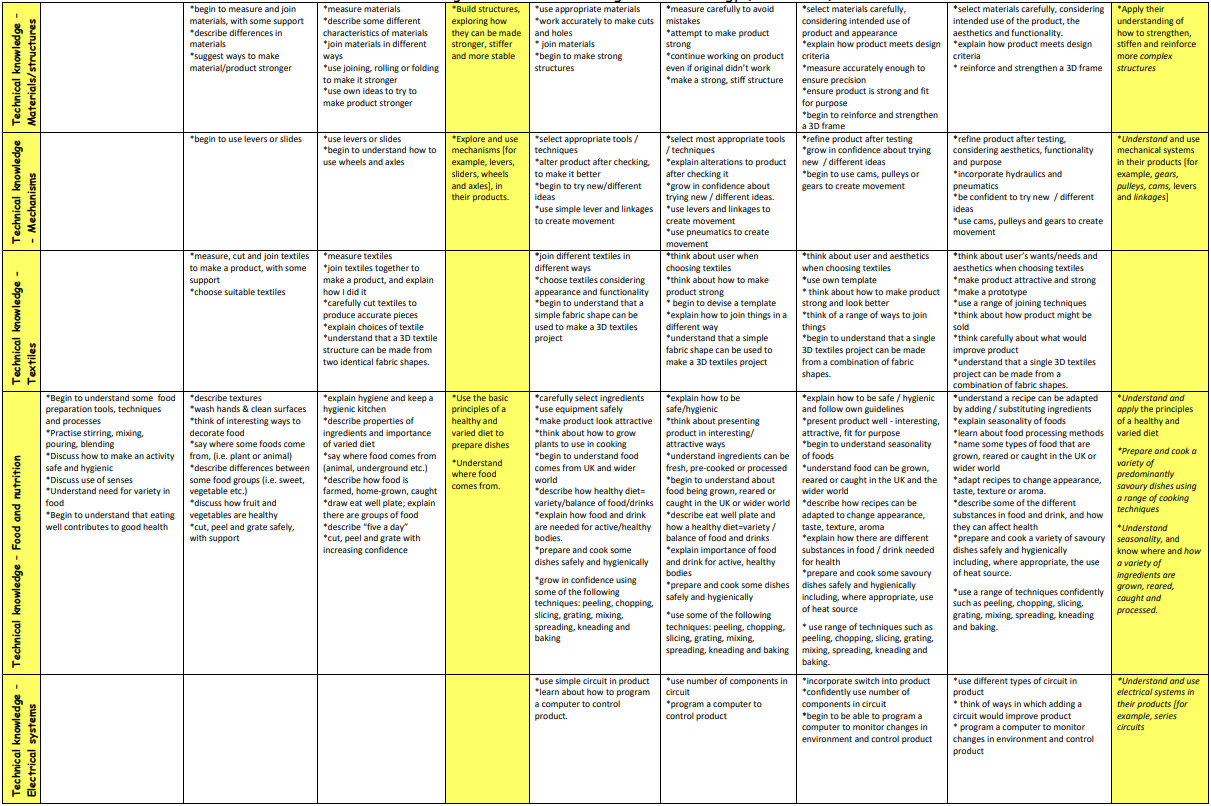 Technical knowledge –
Materials/structures
*begin to measure and join
materials, with some support
*describe differences in
materials
*suggest ways to make
material/product stronger
*measure materials
*describe some different
characteristics of materials
*join materials in different
ways
*use joining, rolling or folding
to make it stronger
*use own ideas to try to
make product stronger
*Build structures,
exploring how
they can be made
stronger, stiffer
and more stable
*use appropriate materials
*work accurately to make cuts
and holes
* join materials
*begin to make strong
structures
*measure carefully to avoid
mistakes
*attempt to make product
strong
*continue working on product
even if original didn't work
*make a strong, stiff structure
*select materials carefully,
considering intended use of
product and appearance
*explain how product meets design
criteria
*measure accurately enough to
ensure precision
*ensure product is strong and fit
for purpose
*begin to reinforce and strengthen
a 3D frame
*select materials carefully, considering
intended use of the product, the
aesthetics and functionality.
*explain how product meets design
criteria
* reinforce and strengthen a 3D frame
*Apply their
understanding of
how to strengthen,
stiffen and reinforce
more complex
structures
Technical knowledge
– Mechanisms
*begin to use levers or slides
*use levers or slides
*begin to understand how to
use wheels and axles
*Explore and use
mechanisms [for
example, levers,
sliders, wheels
and axles], in
their products.
*select appropriate tools /
techniques
*alter product after checking,
to make it better
*begin to try new/different
ideas
*use simple lever and linkages
to create movement
*select most appropriate tools
/ techniques
*explain alterations to product
after checking it
*grow in confidence about
trying new / different ideas.
*use levers and linkages to
create movement
*use pneumatics to create
movement
*refine product after testing
*grow in confidence about trying
new / different ideas
*begin to use cams, pulleys or
gears to create movement
*refine product after testing,
considering aesthetics, functionality
and purpose
*incorporate hydraulics and
pneumatics
*be confident to try new / different
ideas
*use cams, pulleys and gears to create
movement
*Understand and use
mechanical systems
in their products [for
example, gears,
pulleys, cams, levers
and linkages]
Technical knowledge –
Textiles
*measure, cut and join textiles
to make a product, with some
support
*choose suitable textiles
*measure textiles
*join textiles together to
make a product, and explain
how I did it
*carefully cut textiles to
produce accurate pieces
*explain choices of textile
*understand that a 3D textile
structure can be made from
two identical fabric shapes.
*join different textiles in
different ways
*choose textiles considering
appearance and functionality
*begin to understand that a
simple fabric shape can be
used to make a 3D textiles
project
*think about user when
choosing textiles
*think about how to make
product strong
* begin to devise a template
*explain how to join things in a
different way
*understand that a simple
fabric shape can be used to
make a 3D textiles project
*think about user and aesthetics
when choosing textiles
*use own template
* think about how to make product
strong and look better
*think of a range of ways to join
things
*begin to understand that a single
3D textiles project can be made
from a combination of fabric
shapes.
*think about user's wants/needs and
aesthetics when choosing textiles
*make product attractive and strong
*make a prototype
*use a range of joining techniques
*think about how product might be
sold
*think carefully about what would
improve product
*understand that a single 3D textiles
project can be made from a
combination of fabric shapes.
Technical knowledge – Food and nutrition
*Begin to understand some food
preparation tools, techniques
and processes
*Practise stirring, mixing,
pouring, blending
*Discuss how to make an activity
safe and hygienic
*Discuss use of senses
*Understand need for variety in
food
*Begin to understand that eating
well contributes to good health
*describe textures
*wash hands & clean surfaces
*think of interesting ways to
decorate food
*say where some foods come
from, (i.e. plant or animal)
*describe differences between
some food groups (i.e. sweet,
vegetable etc.)
*discuss how fruit and
vegetables are healthy
*cut, peel and grate safely,
with support
*explain hygiene and keep a
hygienic kitchen
*describe properties of
ingredients and importance
of varied diet
*say where food comes from
(animal, underground etc.)
*describe how food is
farmed, home-grown, caught
*draw eat well plate; explain
there are groups of food
*describe "five a day"
*cut, peel and grate with
increasing confidence
*Use the basic
principles of a
healthy and
varied diet to
prepare dishes
*Understand
where food
comes from.
*carefully select ingredients
*use equipment safely
*make product look attractive
*think about how to grow
plants to use in cooking
*begin to understand food
comes from UK and wider
world
*describe how healthy diet=
variety/balance of food/drinks
*explain how food and drink
are needed for active/healthy
bodies.
*prepare and cook some
dishes safely and hygienically
*grow in confidence using
some of the following
techniques: peeling, chopping,
slicing, grating, mixing,
spreading, kneading and
baking
*explain how to be
safe/hygienic
*think about presenting
product in interesting/
attractive ways
*understand ingredients can be
fresh, pre-cooked or processed
*begin to understand about
food being grown, reared or
caught in the UK or wider world
*describe eat well plate and
how a healthy diet=variety /
balance of food and drinks
*explain importance of food
and drink for active, healthy
bodies
*prepare and cook some dishes
safely and hygienically
*use some of the following
techniques: peeling, chopping,
slicing, grating, mixing,
spreading, kneading and baking
*explain how to be safe / hygienic
and follow own guidelines
*present product well - interesting,
attractive, fit for purpose
*begin to understand seasonality
of foods
*understand food can be grown,
reared or caught in the UK and the
wider world
*describe how recipes can be
adapted to change appearance,
taste, texture, aroma
*explain how there are different
substances in food / drink needed
for health
*prepare and cook some savoury
dishes safely and hygienically
including, where appropriate, use
of heat source
* use range of techniques such as
peeling, chopping, slicing, grating,
mixing, spreading, kneading and
baking.
*understand a recipe can be adapted
by adding / substituting ingredients
*explain seasonality of foods
*learn about food processing methods
*name some types of food that are
grown, reared or caught in the UK or
wider world
*adapt recipes to change appearance,
taste, texture or aroma.
*describe some of the different
substances in food and drink, and how
they can affect health
*prepare and cook a variety of savoury
dishes safely and hygienically
including, where appropriate, the use
of heat source.
*use a range of techniques confidently
such as peeling, chopping, slicing,
grating, mixing, spreading, kneading
and baking.
*Understand and
apply the principles
of a healthy and
varied diet
*Prepare and cook a
variety of
predominantly
savoury dishes using
a range of cooking
techniques
*Understand
seasonality, and
know where and how
a variety of
ingredients are
grown, reared,
caught and
processed.
Technical knowledge –
Electrical systems
*use simple circuit in product
*learn about how to program
a computer to control
product.
*use number of components in
circuit
*program a computer to
control product
*incorporate switch into product
*confidently use number of
components in circuit
*begin to be able to program a
computer to monitor changes in
environment and control product
*use different types of circuit in
product
* think of ways in which adding a
circuit would improve product
* program a computer to monitor
changes in environment and control
product
*Understand and use
electrical systems in
their products [for
example, series
circuits